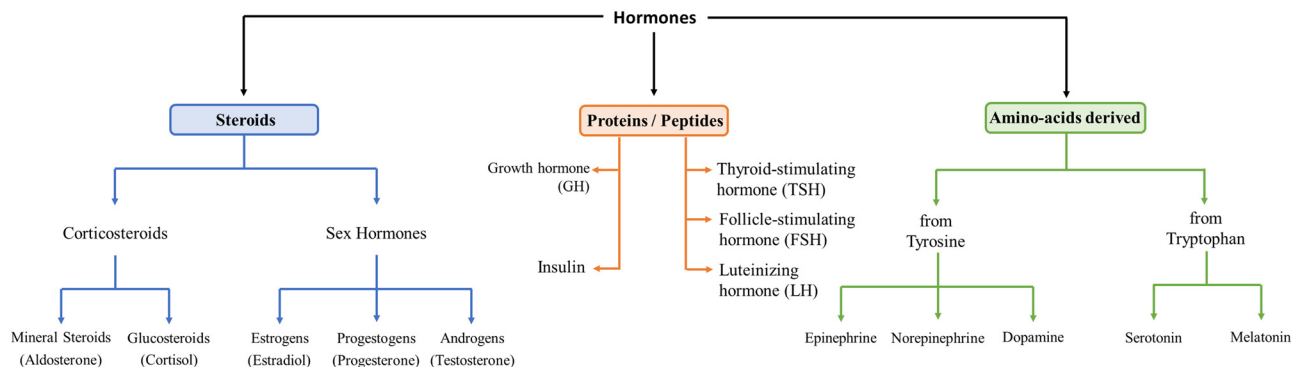 Hormones
Steroids
Proteins / Peptides
Amino-acids derived
Growth hormone
(GH)
Thyroid-stimulating
hormone (TSH)
Follicle-stimulating
hormone (FSH)
Insulin
Luteinizing
hormone (LH)
Corticosteroids
Sex Hormones
from
Tyrosine
from
Tryptophan
Mineral Steroids
(Aldosterone)
Glucosteroids
(Cortisol)
Estrogens
(Estradiol)
Progestogens
(Progesterone)
Androgens
(Testosterone)
Epinephrine
Norepinephrine
Dopamine
Serotonin
Melatonin